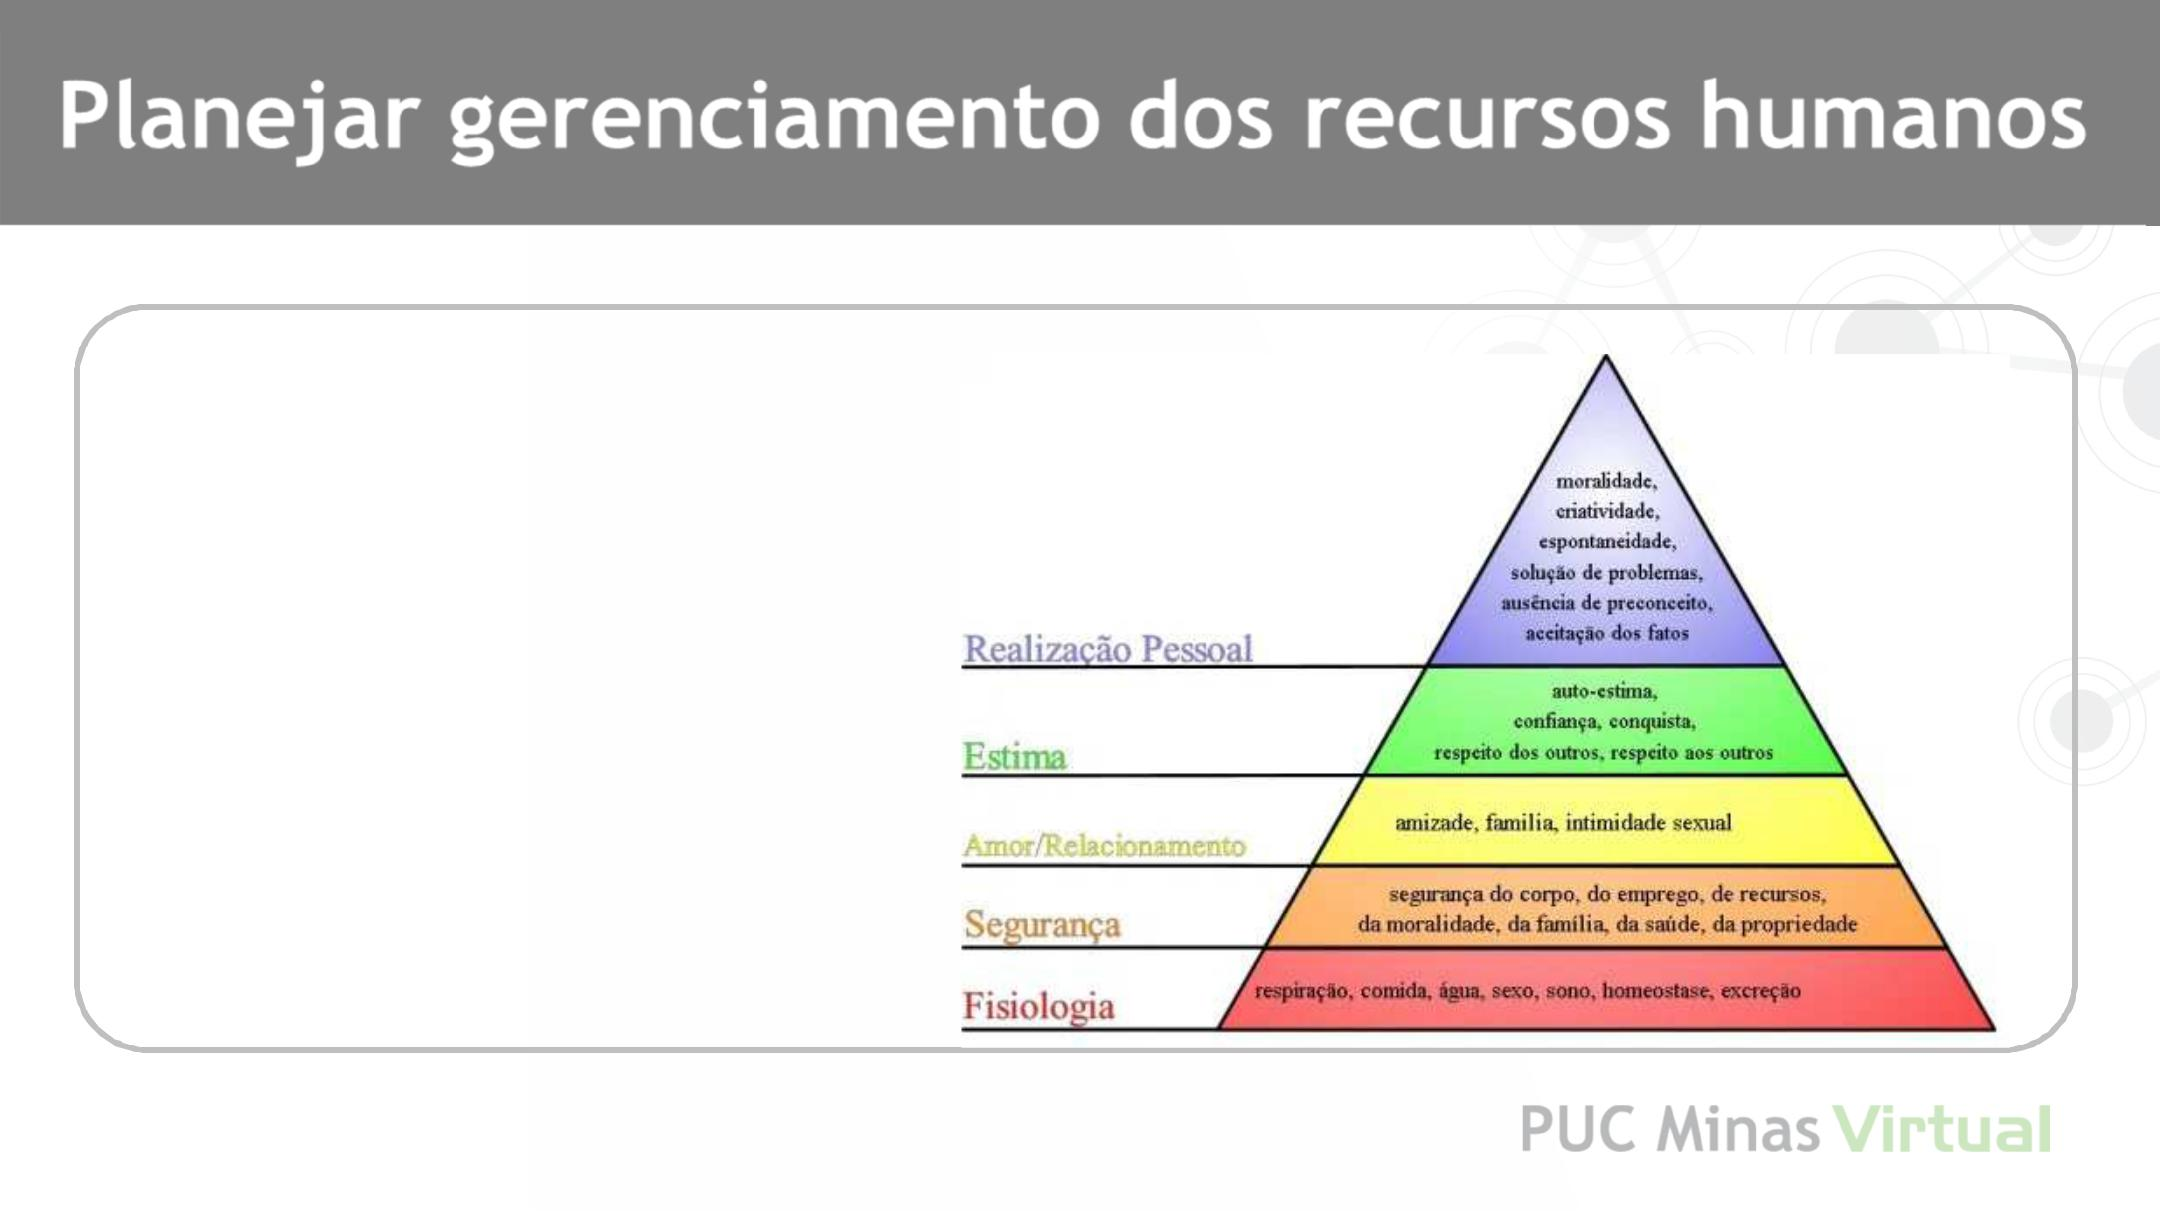 Planejar gerenciamento dos recursos humanos
moralidade,
criatividade,
espontaneidade,
solução de problemas,
ausência de preconceito,
aceitação dos fatos
Realização Pessoal
auto-estima,
confiança, conquista,
respeito dos outros, respeito aos outros
Estima
amizade, familia, intimidade sexual
Amor/Relacionamento
segurança do corpo, do emprego, de recursos,
da moralidade, da família, da saúde, da propriedade
Segurança
respiração, comida, água, sexo, sono, homeostase, excreção
Fisiologia
PUC Minas Virtual